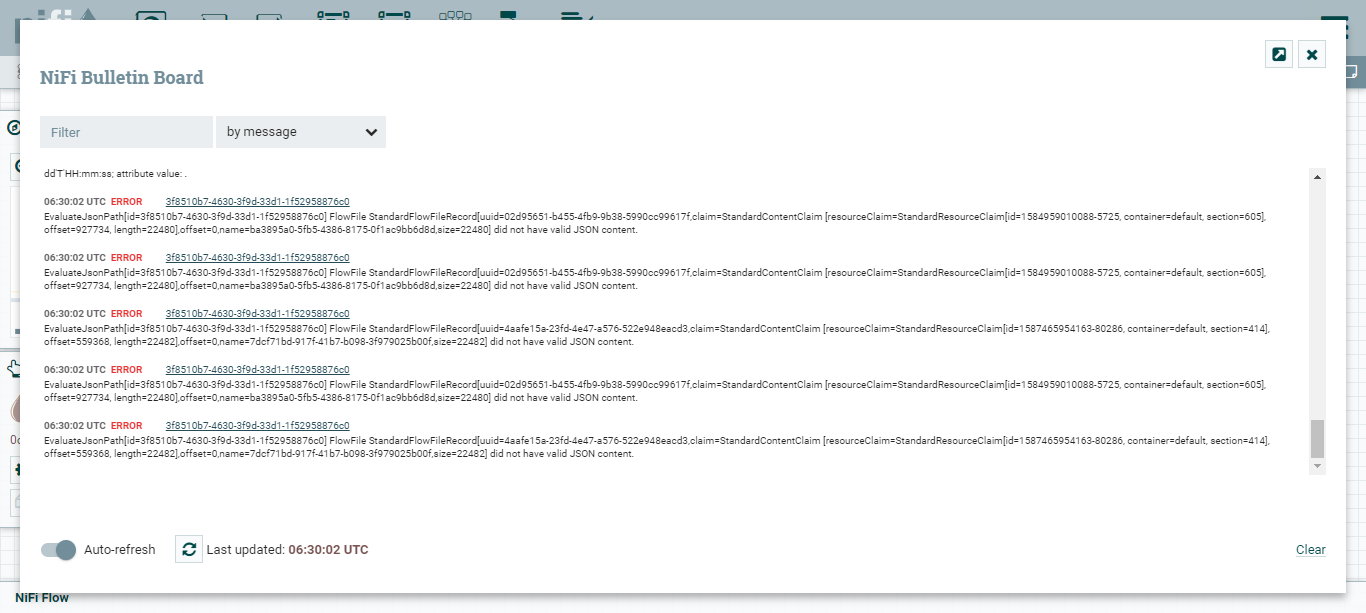 nifi
NiFi Bulletin Board
Filter
by message
dd'T'HH:mm:ss; attribute value: .
06:30:02 UTC ERROR 3f8510b7-4630-3f9d-33d1-1f52958876c0
EvaluateJsonPath[id=3f8510b7-4630-3f9d-33d1-1f52958876c0] FlowFile StandardFlowFileRecord[uuid=02d95651-b455-4fb9-9b38-5990cc99617f,claim=StandardContentClaim [resourceClaim=StandardResourceClaim[id=1584959010088-5725, container=default, section=605],
offset=927734, length=22480],offset=0,name=ba3895a0-5fb5-4386-8175-0f1ac9bb6d8d,size=22480] did not have valid JSON content.
06:30:02 UTC ERROR 3f8510b7-4630-3f9d-33d1-1f52958876c0
EvaluateJsonPath[id=3f8510b7-4630-3f9d-33d1-1f52958876c0] FlowFile StandardFlowFileRecord[uuid=02d95651-b455-4fb9-9b38-5990cc99617f,claim=StandardContentClaim [resourceClaim=StandardResourceClaim[id=1584959010088-5725, container=default, section=605],
offset=927734, length=22480],offset=0,name=ba3895a0-5fb5-4386-8175-0f1ac9bb6d8d,size=22480] did not have valid JSON content.
06:30:02 UTC ERROR 3f8510b7-4630-3f9d-33d1-1f52958876c0
EvaluateJsonPath[id=3f8510b7-4630-3f9d-33d1-1f52958876c0] FlowFile StandardFlowFileRecord[uuid=4aafe15a-23fd-4e47-a576-522e948eacd3,claim=StandardContentClaim [resourceClaim=StandardResourceClaim[id=1587465954163-80286, container=default, section=414],
offset=559368, length=22482],offset=0,name=7dcf71bd-917f-41b7-b098-3f979025b00f,size=22482] did not have valid JSON content.
06:30:02 UTC ERROR 3f8510b7-4630-3f9d-33d1-1f52958876c0
EvaluateJsonPath[id=3f8510b7-4630-3f9d-33d1-1f52958876c0] FlowFile StandardFlowFileRecord[uuid=02d95651-b455-4fb9-9b38-5990cc99617f,claim=StandardContentClaim [resourceClaim=StandardResourceClaim[id=1584959010088-5725, container=default, section=605],
offset=927734, length=22480],offset=0,name=ba3895a0-5fb5-4386-8175-0f1ac9bb6d8d,size=22480] did not have valid JSON content.
06:30:02 UTC ERROR 3f8510b7-4630-3f9d-33d1-1f52958876c0
EvaluateJsonPath[id=3f8510b7-4630-3f9d-33d1-1f52958876c0] FlowFile StandardFlowFileRecord[uuid=4aafe15a-23fd-4e47-a576-522e948eacd3,claim=StandardContentClaim [resourceClaim=StandardResourceClaim[id=1587465954163-80286, container=default, section=414],
offset=559368, length=22482],offset=0,name=7dcf71bd-917f-41b7-b098-3f979025b00f,size=22482] did not have valid JSON content.
Auto-refresh
Last updated: 06:30:02 UTC
Clear
NiFi Flow